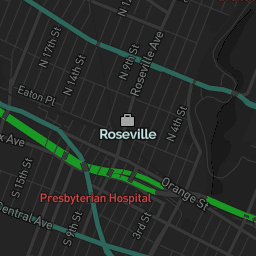 N 17th St
N 14th St
N 9th St
Roseville Ave
Eaton Pl
N 4th St
Roseville
Ave
S 15th St
Presbyterian Hospital
Orange St
Central Ave
S 9th St
3rd St